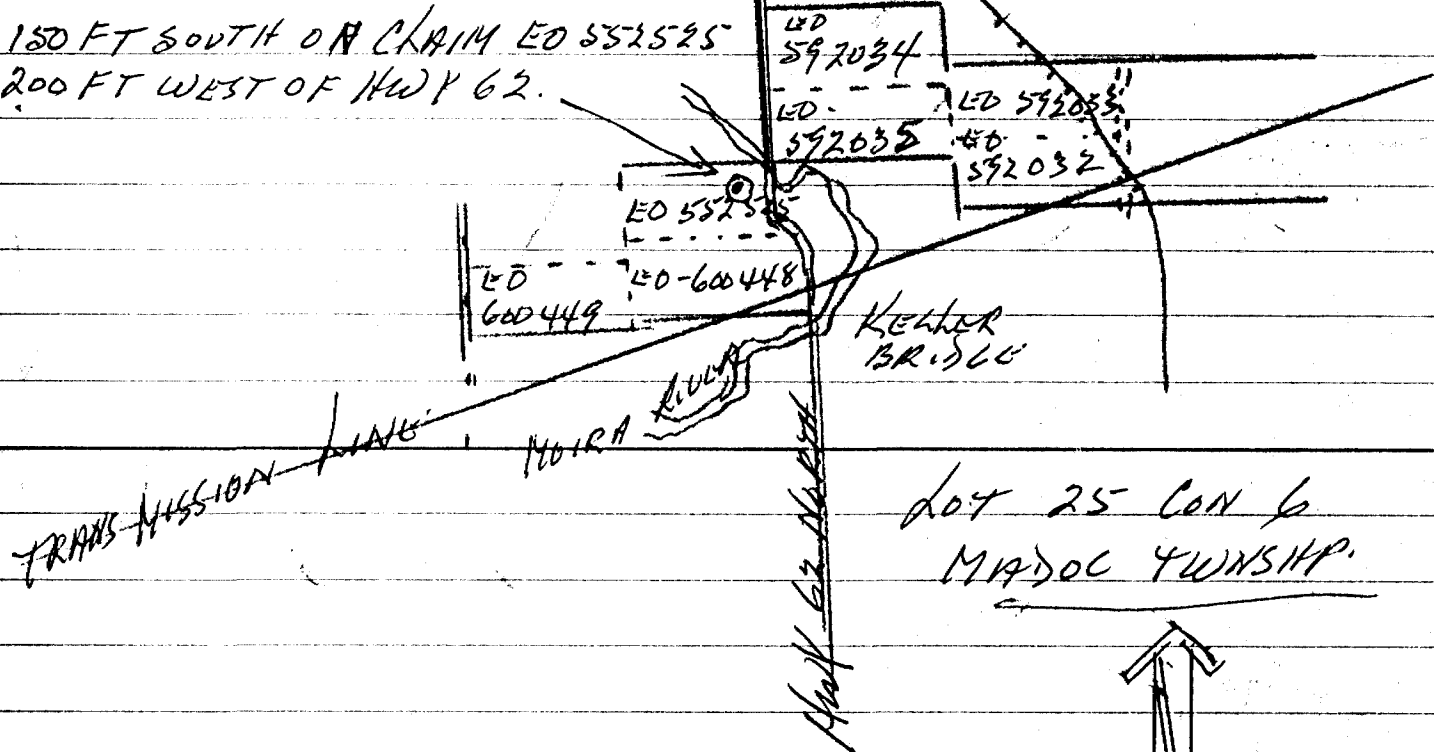 150 FT SOUTH ON CLAIM EO 552525
200 FT WEST OF HWY 62.
EO
592034
EO
592035
EO 592033
EO
592032
EO 552525
EO-600448
EO
600449
KELLER
BRIDGE
MOIRA RIVER
TRANSMISSION LINE
HWY 62 NORTH
LOT 25 CON 6
MADOC TWNSHP.